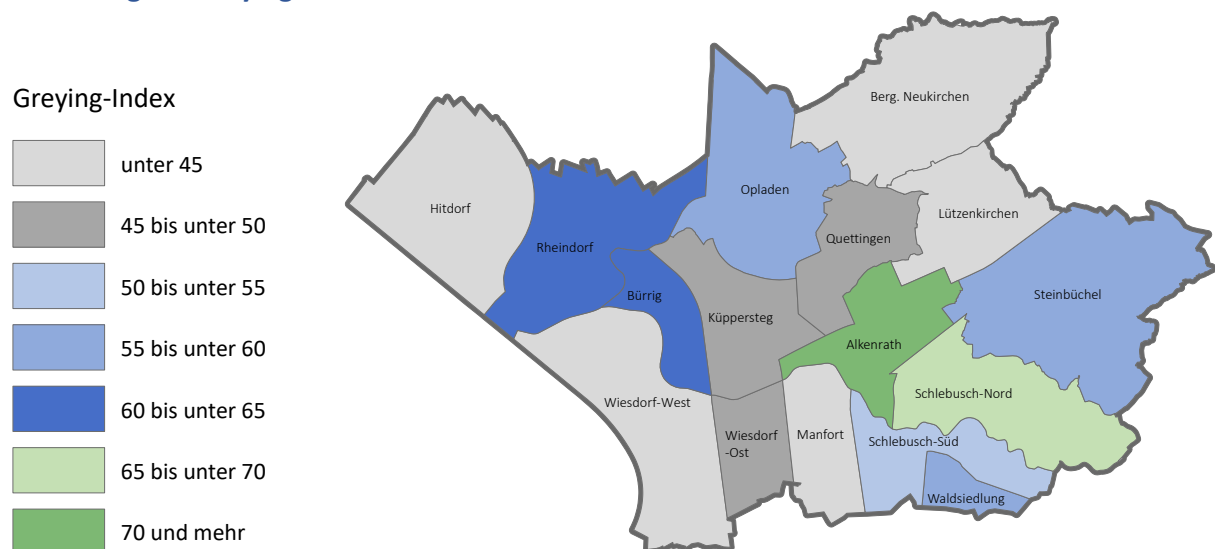 Greying-Index
unter 45
45 bis unter 50
50 bis unter 55
55 bis unter 60
60 bis unter 65
65 bis unter 70
70 und mehr
Berg. Neukirchen
Opladen
Hitdorf
Lützenkirchen
Quettingen
Rheindorf
Bürrig
Steinbüchel
Küppersteg
Alkenrath
Schlebusch-Nord
Wiesdorf-West
Wiesdorf
-Ost
Manfort
Schlebusch-Süd
Waldsiedlung